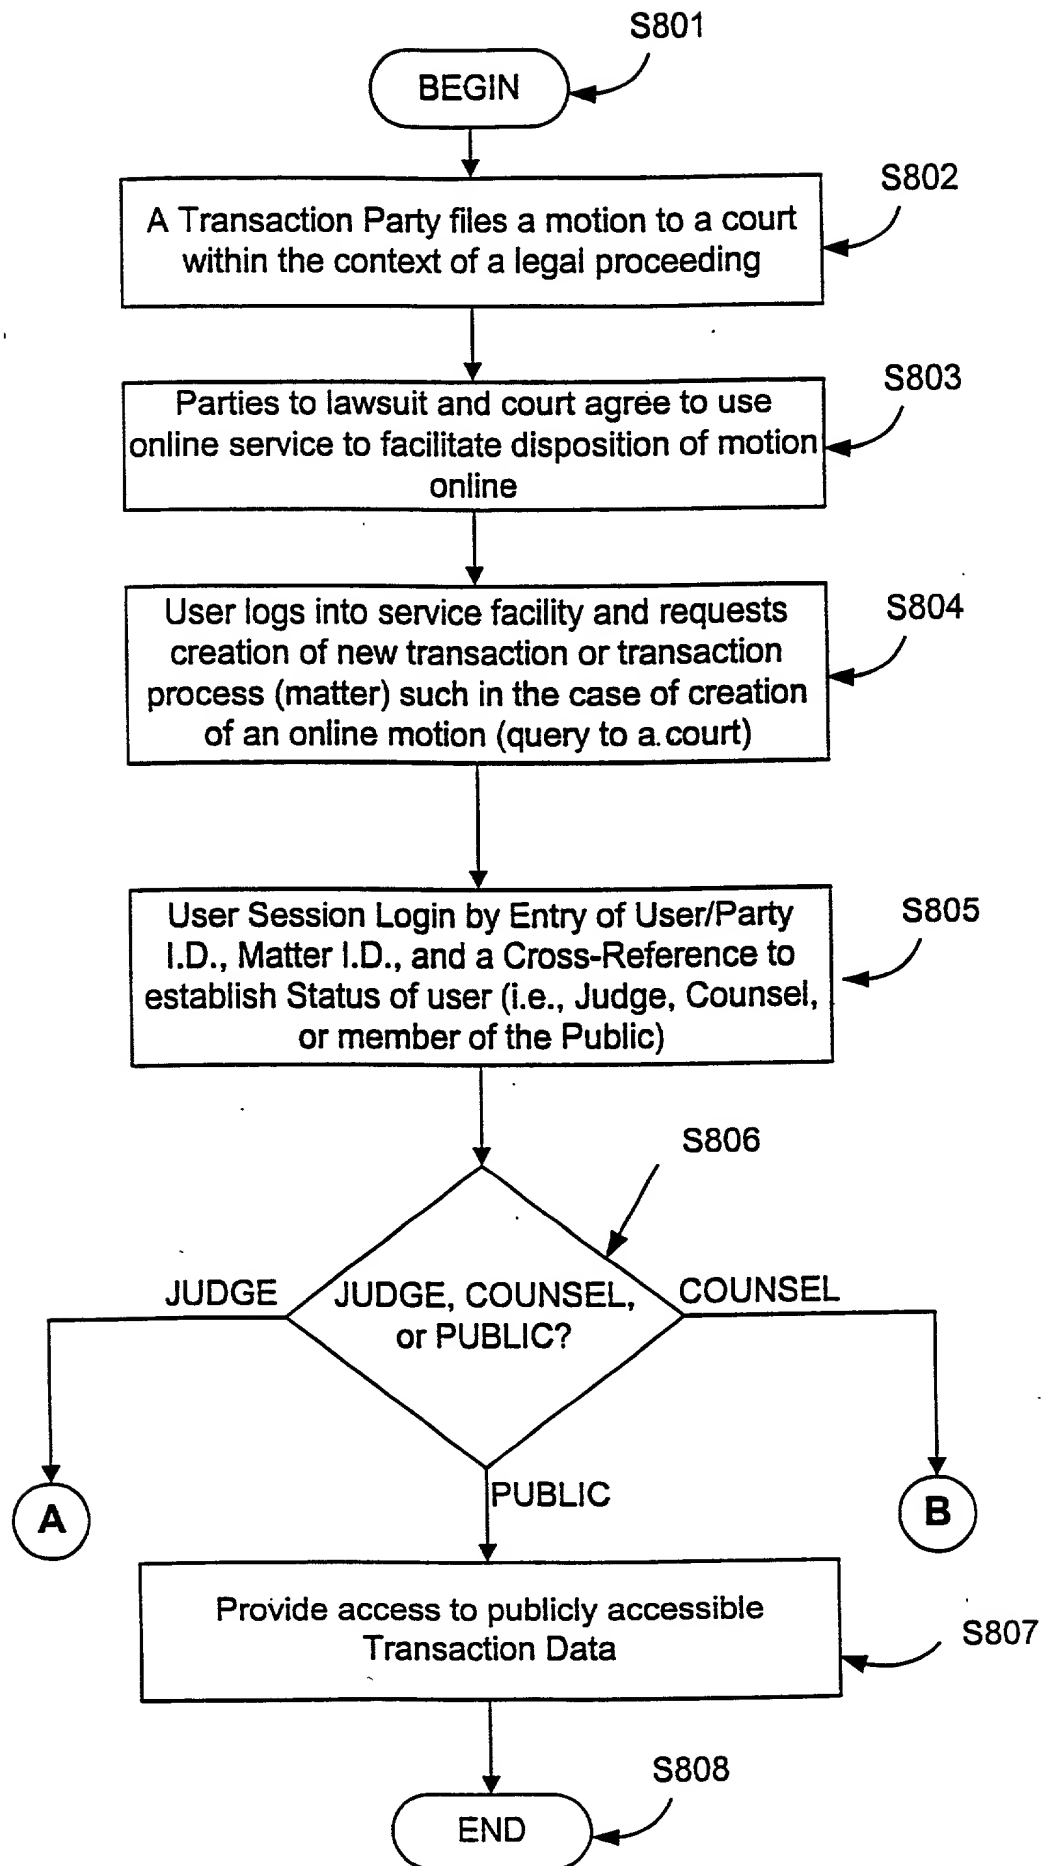 S801
BEGIN
S802
A Transaction Party files a motion to a court
within the context of a legal proceeding
S803
Parties to lawsuit and court agree to use
online service to facilitate disposition of motion
online
S804
User logs into service facility and requests
creation of new transaction or transaction
process (matter) such in the case of creation
of an online motion (query to a court)
S805
User Session Login by Entry of User/Party
I.D., Matter I.D., and a Cross-Reference to
establish Status of user (i.e., Judge, Counsel,
or member of the Public)
S806
JUDGE
JUDGE, COUNSEL,
or PUBLIC?
COUNSEL
PUBLIC
A
B
Provide access to publicly accessible
Transaction Data
S807
S808
END